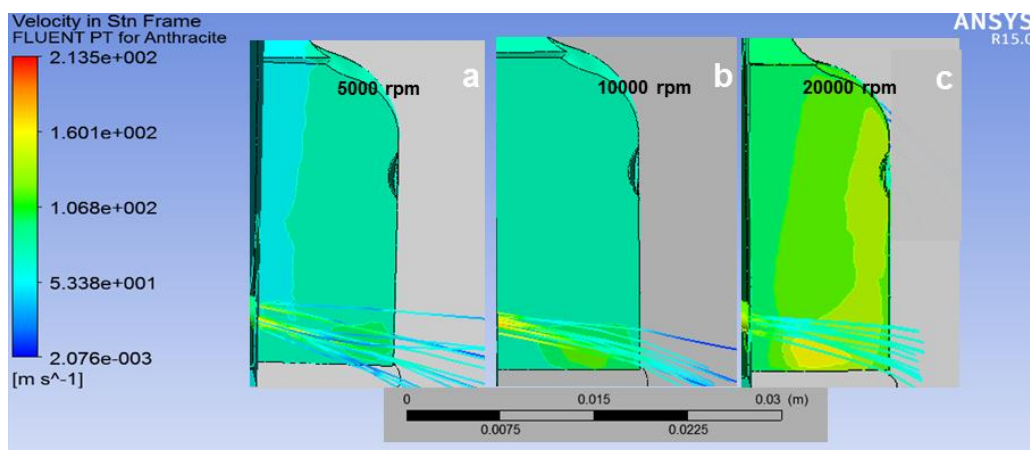 Velocity in Stn Frame
FLUENT PT for Anthracite
2.135e+002
1.601e+002
1.068e+002
5.338e+001
2.076e-003
[m s^-1]
a
5000 rpm
b
10000 rpm
c
20000 rpm
ANSYS
R15.0
0 0.015 0.03 (m)
0.0075 0.0225